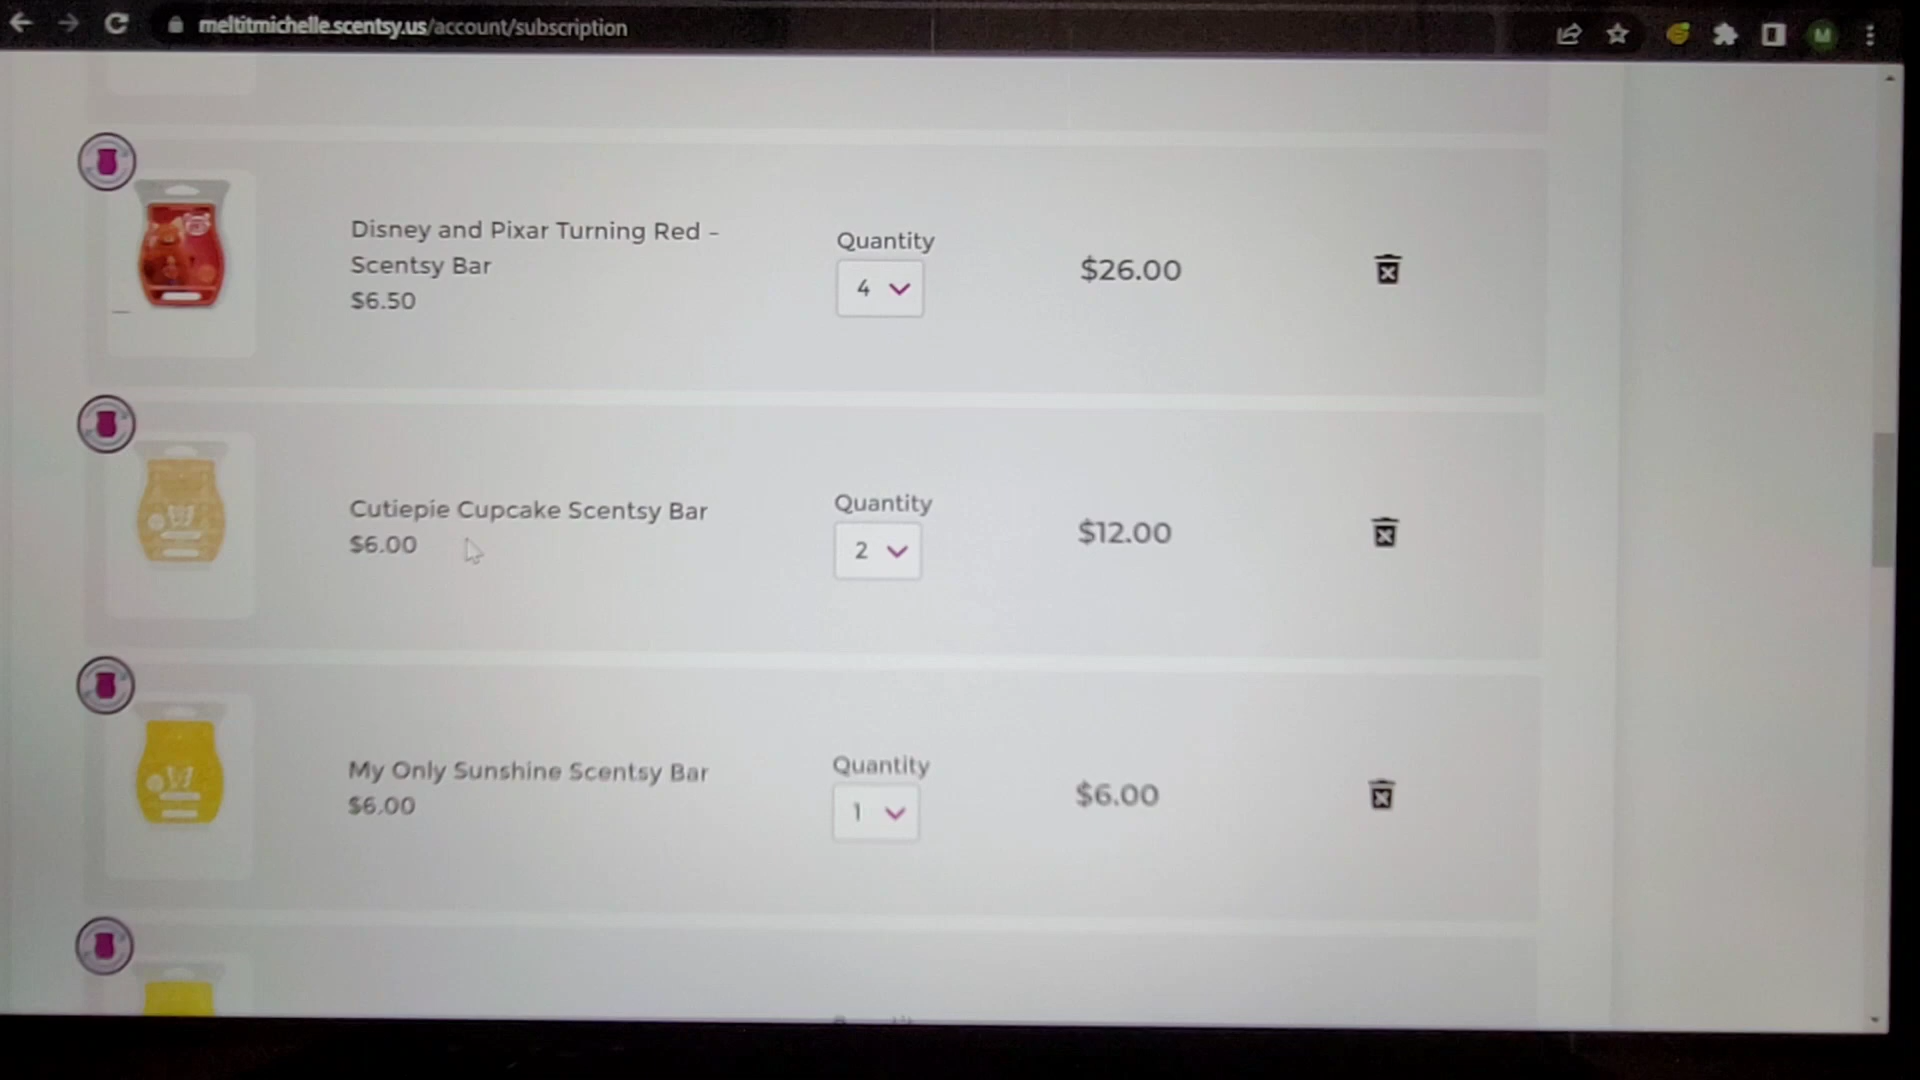 meltitmichelle.scentsy.us/account/subscription
M
Disney and Pixar Turning Red -
Scentsy Bar
$6.50
Quantity
4
$26.00
Cutiepie Cupcake Scentsy Bar
$6.00
Quantity
2
$12.00
My Only Sunshine Scentsy Bar
$6.00
Quantity
1
$6.00